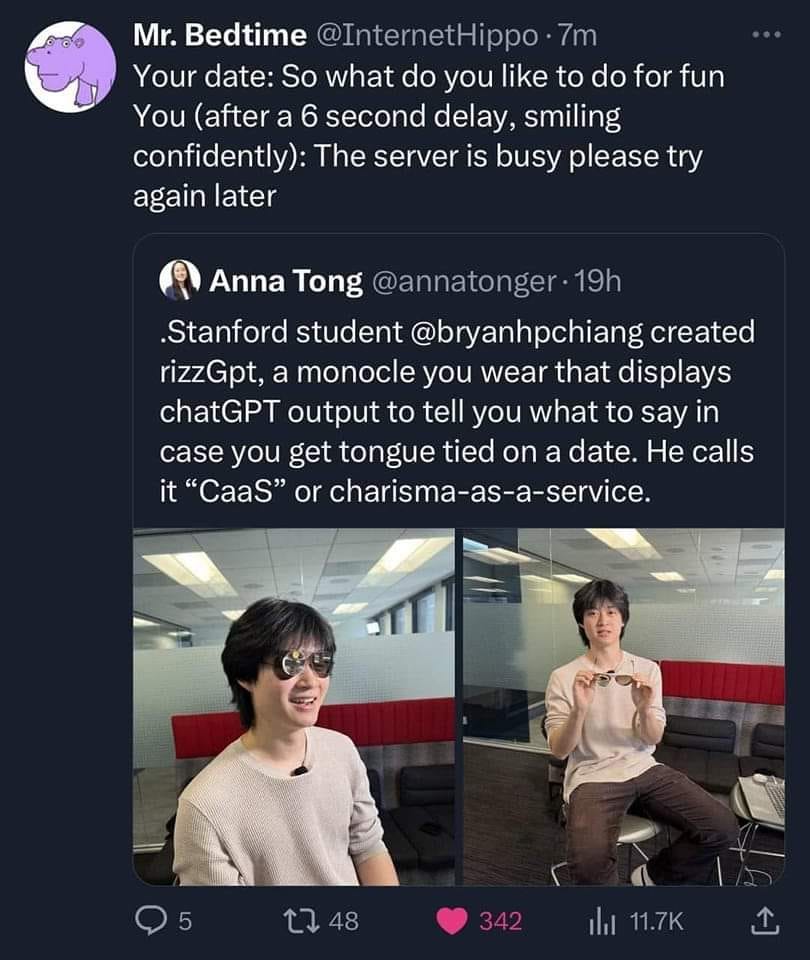 Mr. Bedtime @InternetHippo · 7m
Your date: So what do you like to do for fun
You (after a 6 second delay, smiling
confidently): The server is busy please try
again later
Anna Tong @annatonger · 19h
.Stanford student @bryanhpchiang created
rizzGpt, a monocle you wear that displays
chatGPT output to tell you what to say in
case you get tongue tied on a date. He calls
it “CaaS” or charisma-as-a-service.
5 48 342 11.7K